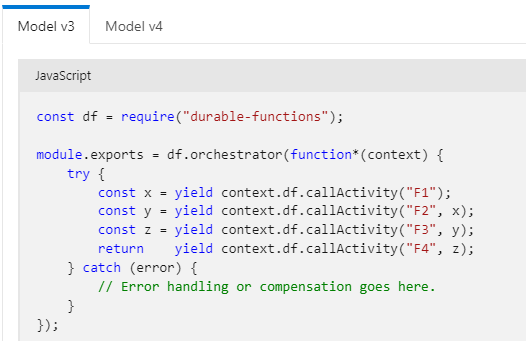 Model v3 Model v4
JavaScript
const df = require("durable-functions");
module.exports = df.orchestrator(function*(context) {
    try {
        const x = yield context.df.callActivity("F1");
        const y = yield context.df.callActivity("F2", x);
        const z = yield context.df.callActivity("F3", y);
        return    yield context.df.callActivity("F4", z);
    } catch (error) {
        // Error handling or compensation goes here.
    }
});